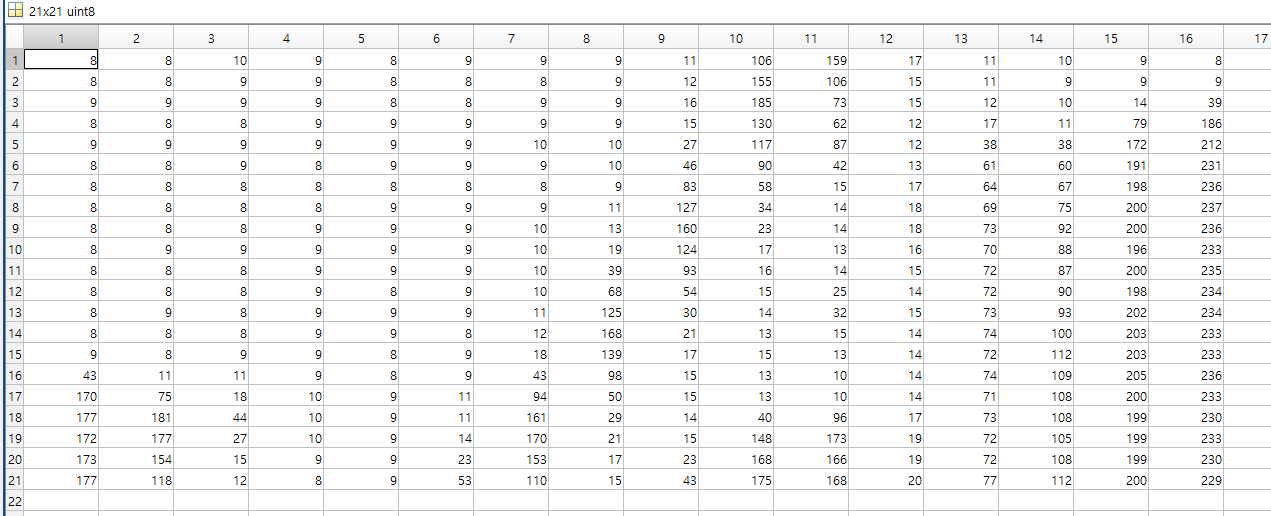 21x21 uint8
1 2 3 4 5 6 7 8 9 10 11 12 13 14 15 16 17
1 8 8 10 9 8 9 9 9 11 106 159 17 11 10 9 8
2 8 8 9 9 8 8 8 9 12 155 106 15 11 9 9 9
3 9 9 9 9 8 8 9 9 16 185 73 15 12 10 14 39
4 8 8 8 9 9 9 9 9 15 130 62 12 17 11 79 186
5 9 9 9 9 9 9 10 10 27 117 87 12 38 38 172 212
6 8 8 9 8 9 9 9 10 46 90 42 13 61 60 191 231
7 8 8 8 8 8 8 8 9 83 58 15 17 64 67 198 236
8 8 8 8 8 9 9 9 11 127 34 14 18 69 75 200 237
9 8 8 8 9 9 9 10 13 160 23 14 18 73 92 200 236
10 8 9 9 9 9 9 10 19 124 17 13 16 70 88 196 233
11 8 8 8 9 9 9 10 39 93 16 14 15 72 87 200 235
12 8 8 8 9 8 9 10 68 54 15 25 14 72 90 198 234
13 8 9 8 9 9 9 11 125 30 14 32 15 73 93 202 234
14 8 8 8 9 9 8 12 168 21 13 15 14 74 100 203 233
15 9 8 9 9 8 9 18 139 17 15 13 14 72 112 203 233
16 43 11 11 9 8 9 43 98 15 13 10 14 74 109 205 236
17 170 75 18 10 9 11 94 50 15 13 10 14 71 108 200 233
18 177 181 44 10 9 11 161 29 14 40 96 17 73 108 199 230
19 172 177 27 10 9 14 170 21 15 148 173 19 72 105 199 233
20 173 154 15 9 9 23 153 17 23 168 166 19 72 108 199 230
21 177 118 12 8 9 53 110 15 43 175 168 20 77 112 200 229
22